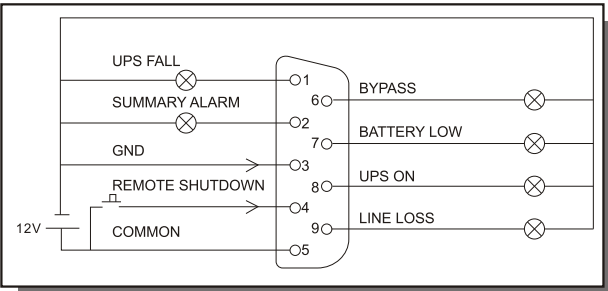 UPS FALL
1
BYPASS
6
SUMMARY ALARM
2
BATTERY LOW
7
GND
3
UPS ON
8
REMOTE SHUTDOWN
4
LINE LOSS
9
12V
COMMON
5